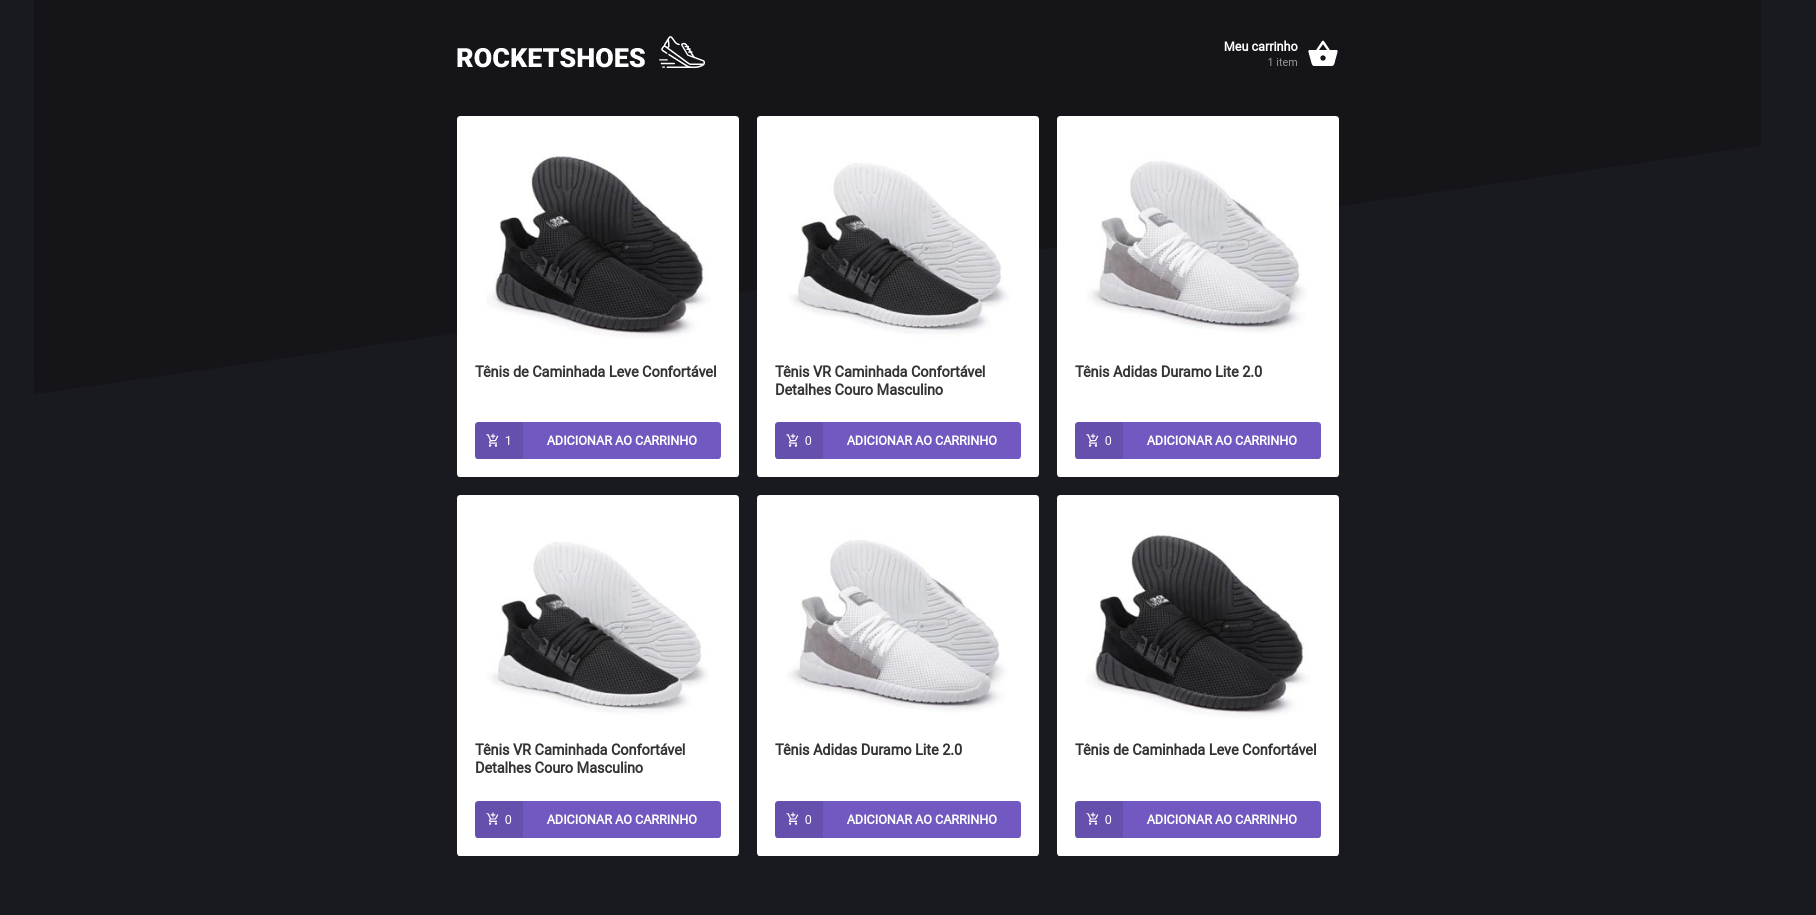 ROCKETSHOES
Meu carrinho
1 item
Tênis de Caminhada Leve Confortável
1 ADICIONAR AO CARRINHO
Tênis VR Caminhada Confortável
Detalhes Couro Masculino
0 ADICIONAR AO CARRINHO
Tênis Adidas Duramo Lite 2.0
0 ADICIONAR AO CARRINHO
Tênis VR Caminhada Confortável
Detalhes Couro Masculino
0 ADICIONAR AO CARRINHO
Tênis Adidas Duramo Lite 2.0
0 ADICIONAR AO CARRINHO
Tênis de Caminhada Leve Confortável
0 ADICIONAR AO CARRINHO